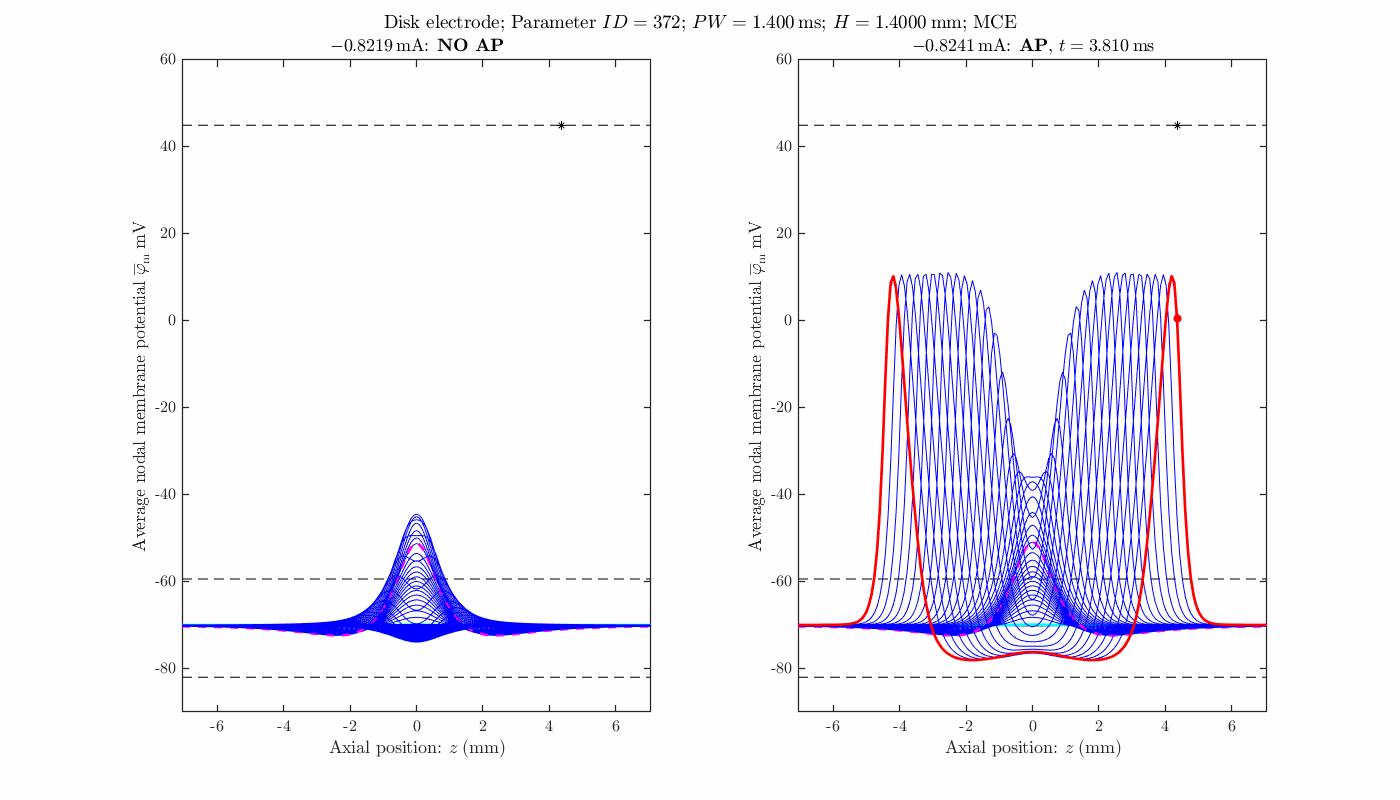 Disk electrode; Parameter ID = 372; PW = 1.400 ms; H = 1.4000 mm; MCE
−0.8219 mA: NO AP
60
40
20
0
-20
-40
-60
-80
-6 -4 -2 0 2 4 6
Axial position: z (mm)
Average nodal membrane potential φ̅m mV
−0.8241 mA: AP, t = 3.810 ms
60
40
20
0
-20
-40
-60
-80
-6 -4 -2 0 2 4 6
Axial position: z (mm)
Average nodal membrane potential φ̅m mV